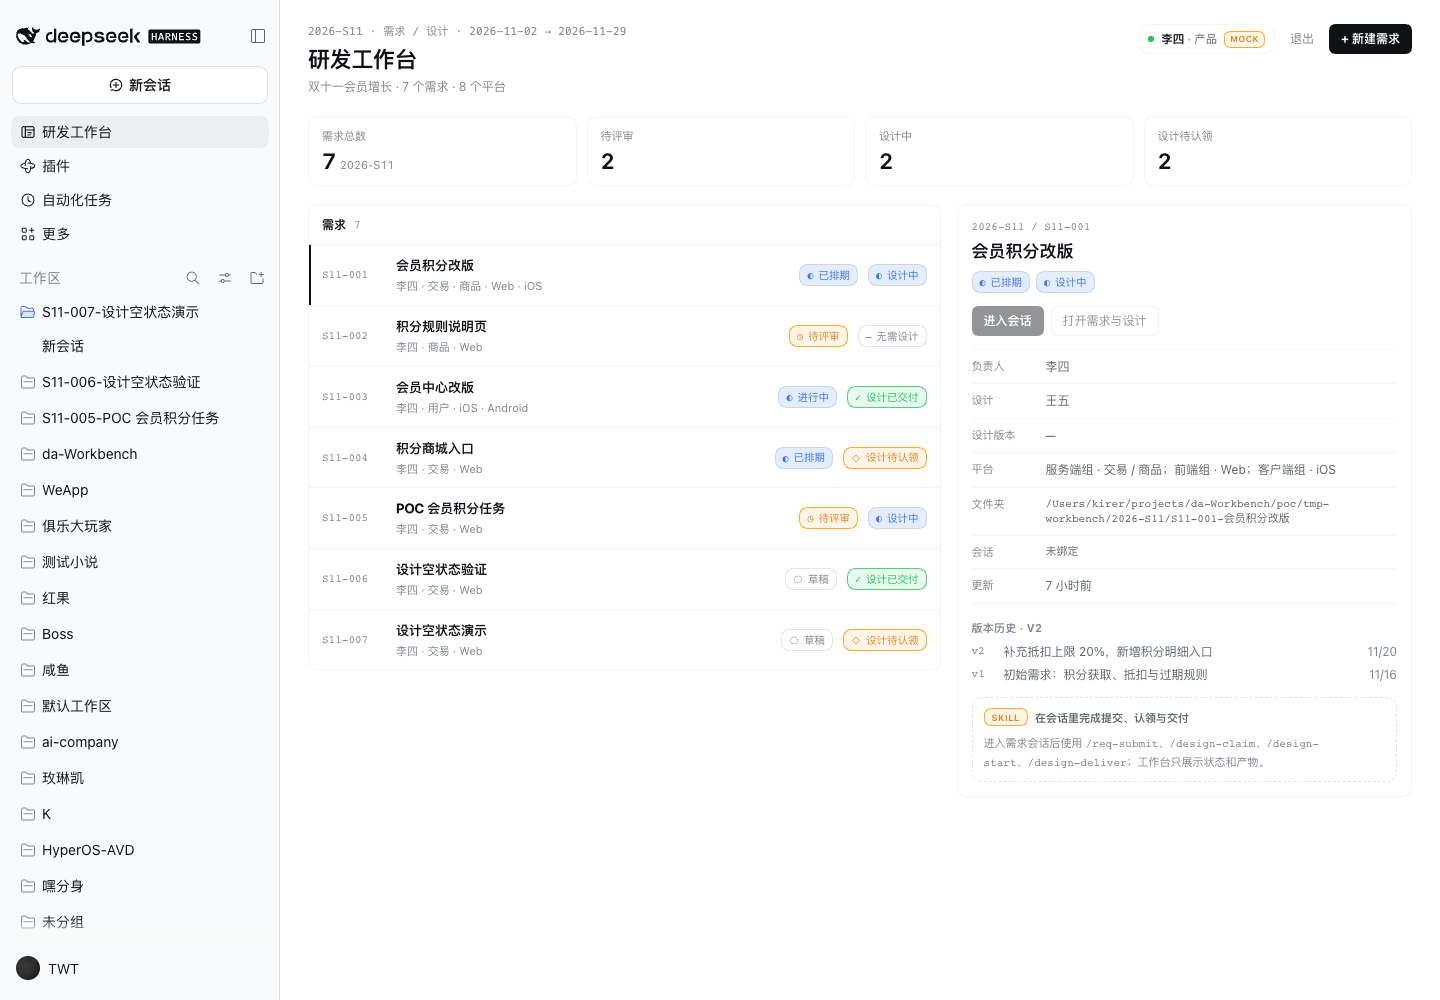 deepseek HARNESS
新会话
研发工作台
插件
自动化任务
更多
工作区
S11-007-设计空状态演示
新会话
S11-006-设计空状态验证
S11-005-POC 会员积分任务
da-Workbench
WeApp
俱乐大玩家
测试小说
红果
Boss
咸鱼
默认工作区
ai-company
玫琳凯
K
HyperOS-AVD
嘿分身
未分组
TWT
2026-S11 · 需求 / 设计 · 2026-11-02 → 2026-11-29
研发工作台
双十一会员增长 · 7 个需求 · 8 个平台
李四 · 产品 MOCK
退出
+ 新建需求
需求总数
7 2026-S11
待评审
2
设计中
2
设计待认领
2
需求 7
S11-001
会员积分改版
李四 · 交易 · 商品 · Web · iOS
已排期
设计中
S11-002
积分规则说明页
李四 · 商品 · Web
待评审
— 无需设计
S11-003
会员中心改版
李四 · 用户 · iOS · Android
进行中
✓ 设计已交付
S11-004
积分商城入口
李四 · 交易 · Web
已排期
◇ 设计待认领
S11-005
POC 会员积分任务
李四 · 交易 · Web
待评审
设计中
S11-006
设计空状态验证
李四 · 交易 · Web
○ 草稿
✓ 设计已交付
S11-007
设计空状态演示
李四 · 交易 · Web
○ 草稿
◇ 设计待认领
2026-S11 / S11-001
会员积分改版
已排期
设计中
进入会话
打开需求与设计
负责人 李四
设计 王五
设计版本 —
平台 服务端组 · 交易 / 商品；前端组 · Web；客户端组 · iOS
文件夹 /Users/kirer/projects/da-Workbench/poc/tmp-
workbench/2026-S11/S11-001-会员积分改版
会话 未绑定
更新 7 小时前
版本历史 · V2
v2 补充抵扣上限 20%，新增积分明细入口 11/20
v1 初始需求：积分获取、抵扣与过期规则 11/16
SKILL 在会话里完成提交、认领与交付
进入需求会话后使用 /req-submit、/design-claim、/design-
start、/design-deliver；工作台只展示状态和产物。